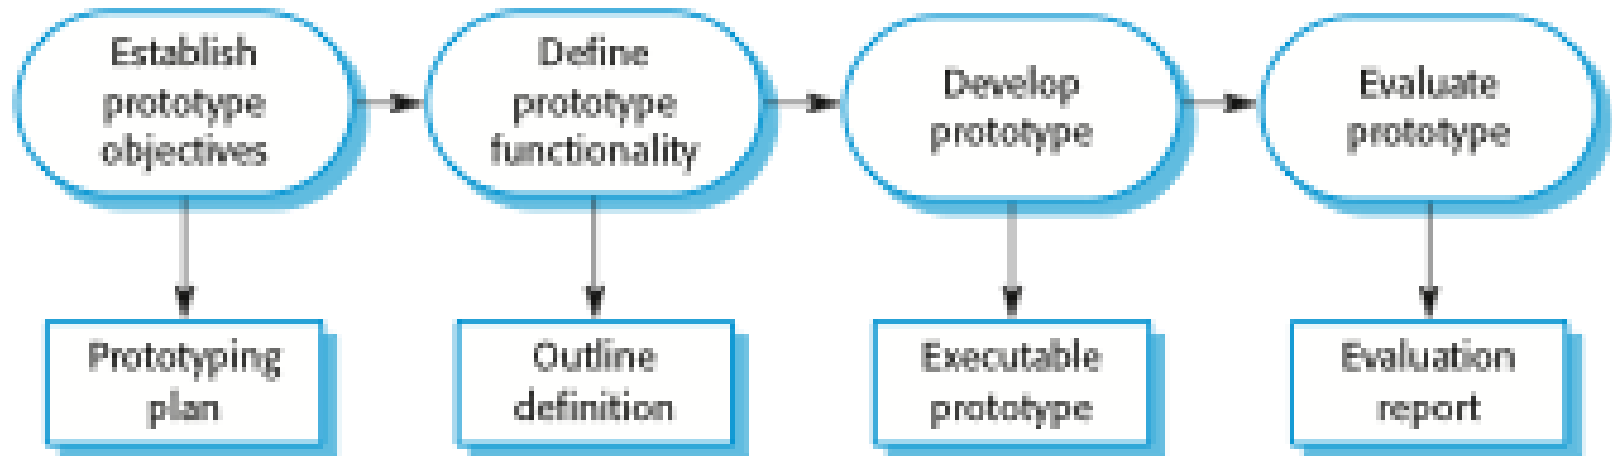 Establish
prototype
objectives
Define
prototype
functionality
Develop
prototype
Evaluate
prototype
Prototyping
plan
Outline
definition
Executable
prototype
Evaluation
report